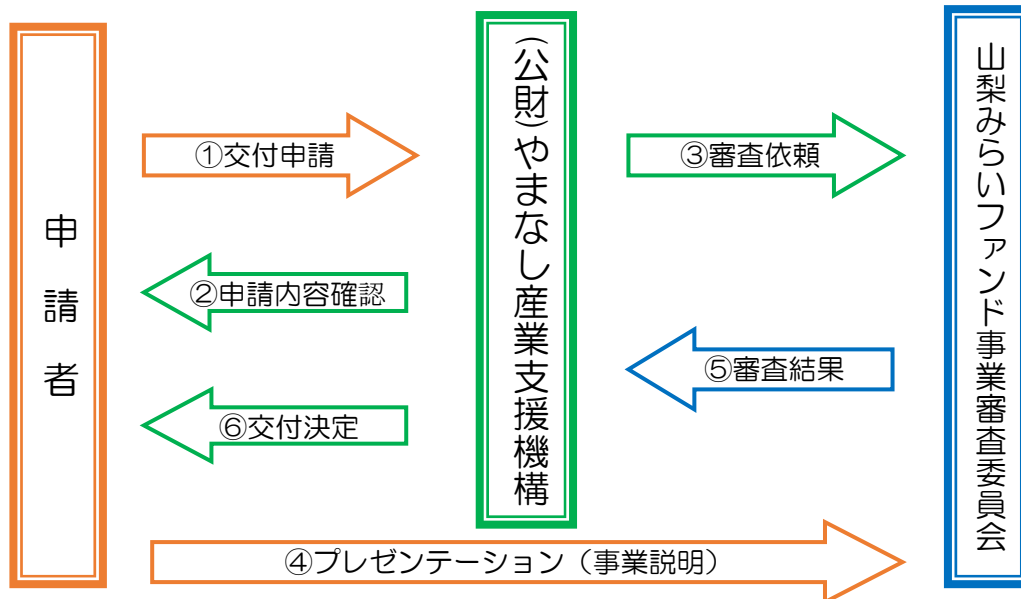 申請者
①交付申請
②申請内容確認
⑥交付決定
(公財)やまなし産業支援機構
③審査依頼
⑤審査結果
④プレゼンテーション(事業説明)
山梨みらいファンド事業審査委員会